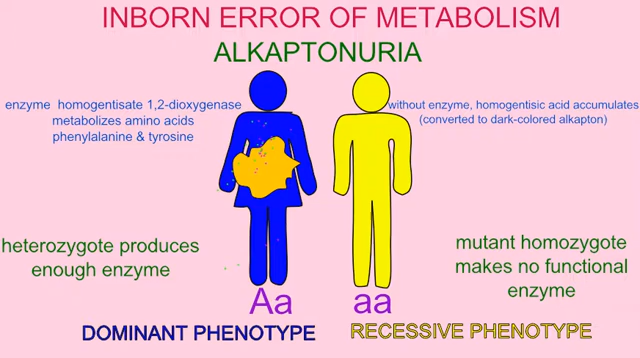 INBORN ERROR OF METABOLISM
ALKAPTONURIA
enzyme homogentisate 1,2-dioxygenase
metabolizes amino acids
phenylalanine & tyrosine
without enzyme, homogentisic acid accumulates
(converted to dark-colored alkapton)
heterozygote produces
enough enzyme
mutant homozygote
makes no functional
enzyme
Aa
aa
DOMINANT PHENOTYPE
RECESSIVE PHENOTYPE